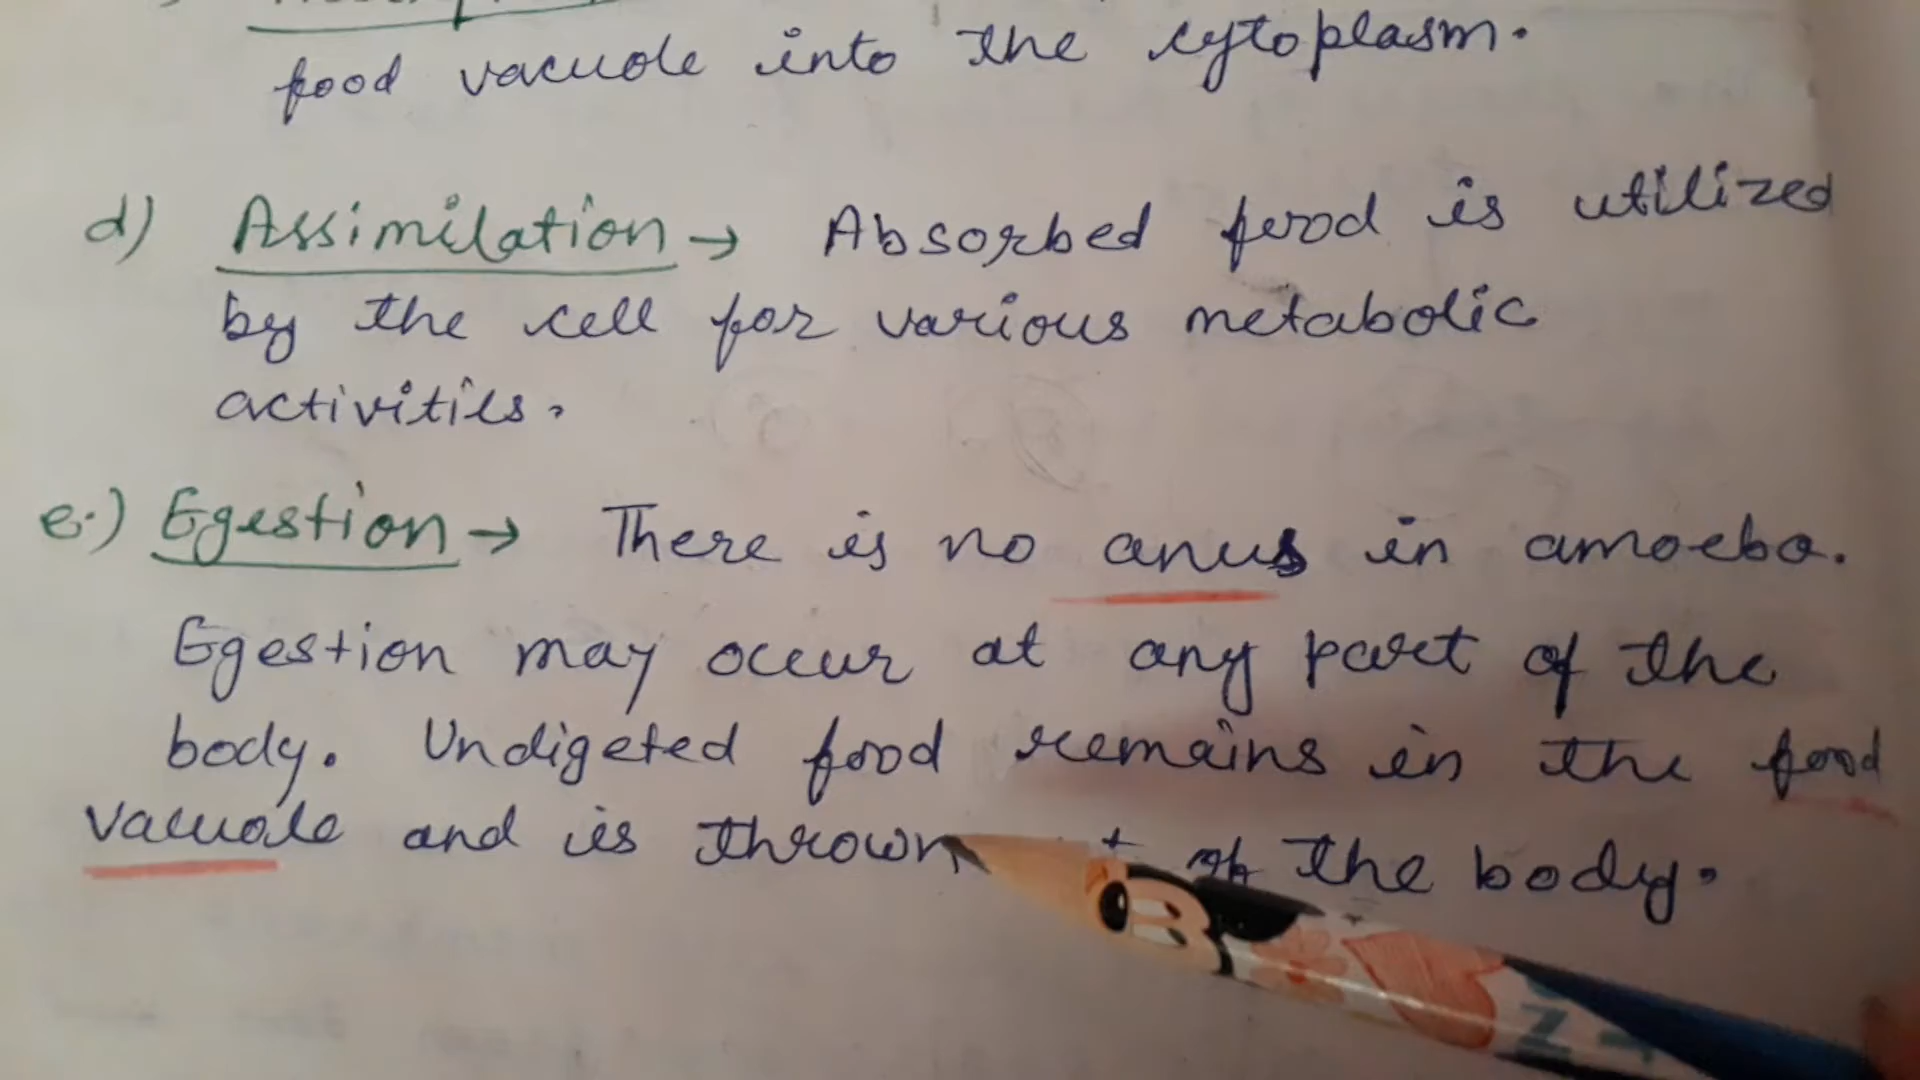 food vacuole into the cytoplasm.
d) Assimilation → Absorbed food is utilized
by the cell for various metabolic
activities.
e.) Egestion → There is no anus in amoeba.
Egestion may occur at any part of the
body. Undigeted food remains in the food
vacuole and is thrown of the body.